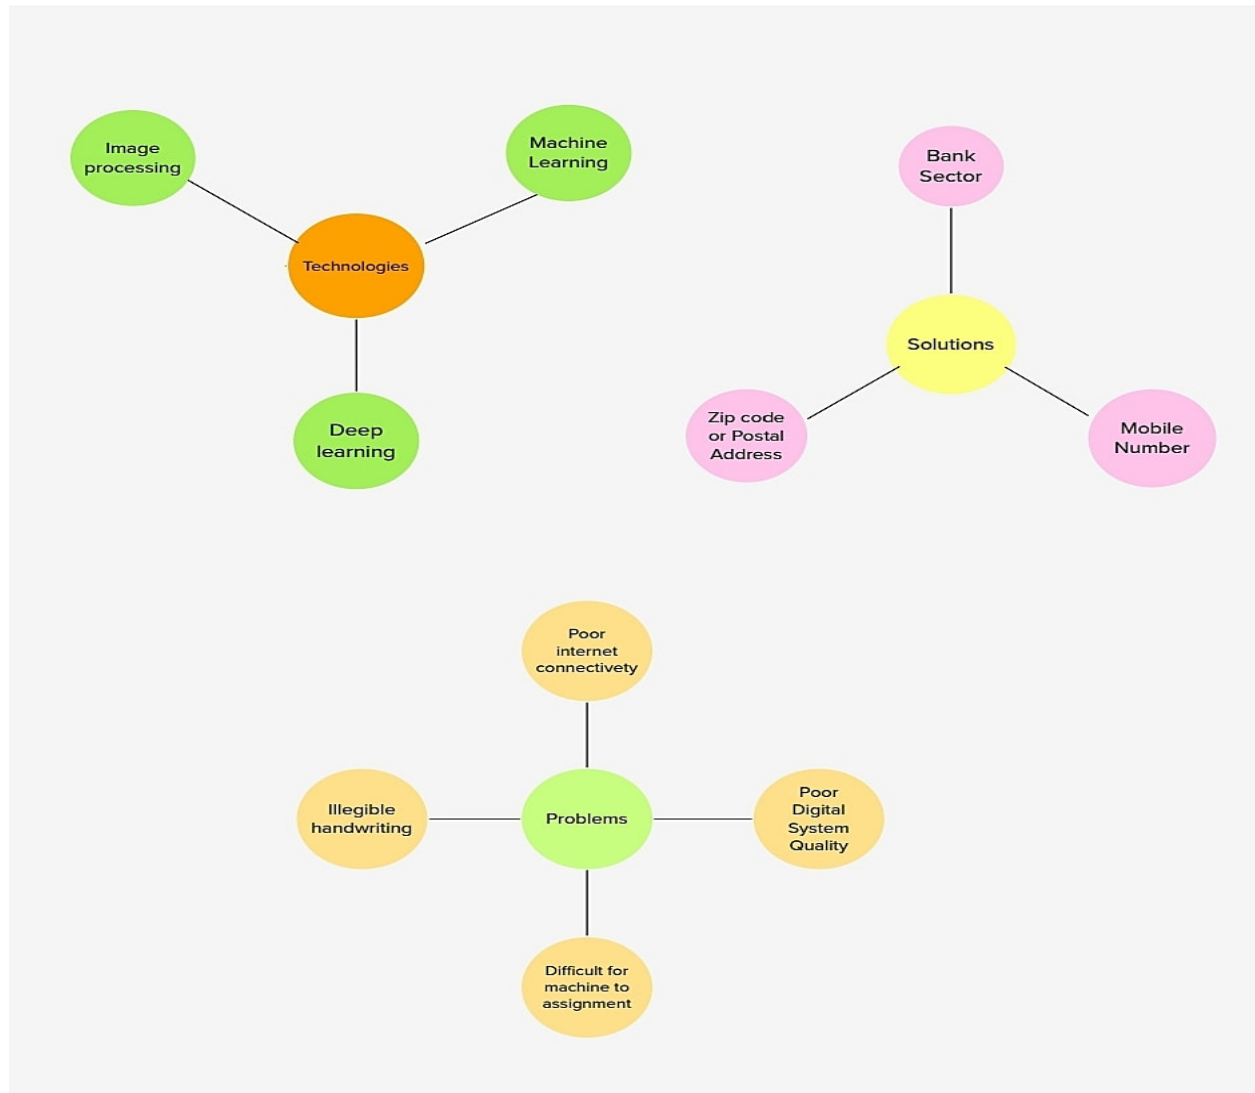 Image
processing
Machine
Learning
Technologies
Deep
learning
Bank
Sector
Solutions
Zip code
or Postal
Address
Mobile
Number
Poor
internet
connectivety
Illegible
handwriting
Problems
Poor
Digital
System
Quality
Difficult for
machine to
assignment